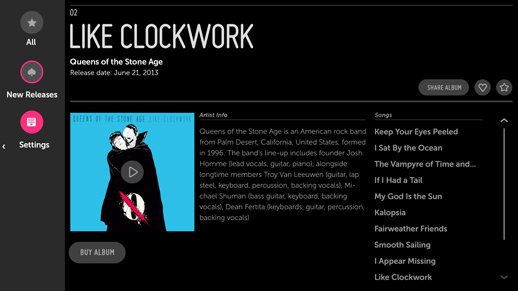 All
New Releases
Settings
02
LIKE CLOCKWORK
Queens of the Stone Age
Release date: June 21, 2013
SHARE ALBUM
QUEENS OF THE STONE AGE ...LIKE CLOCKWORK
BUY ALBUM
Artist Info
Queens of the Stone Age is an American rock band
from Palm Desert, California, United States, formed
in 1996. The band's line-up includes founder Josh
Homme (lead vocals, guitar, piano), alongside
longtime members Troy Van Leeuwen (guitar, lap
steel, keyboard, percussion, backing vocals), Mi-
chael Shuman (bass guitar, keyboard, backing
vocals), Dean Fertita (keyboards, guitar, percussion,
backing vocals)
Songs
Keep Your Eyes Peeled
I Sat By the Ocean
The Vampyre of Time and...
If I Had a Tail
My God Is the Sun
Kalopsia
Fairweather Friends
Smooth Sailing
I Appear Missing
Like Clockwork